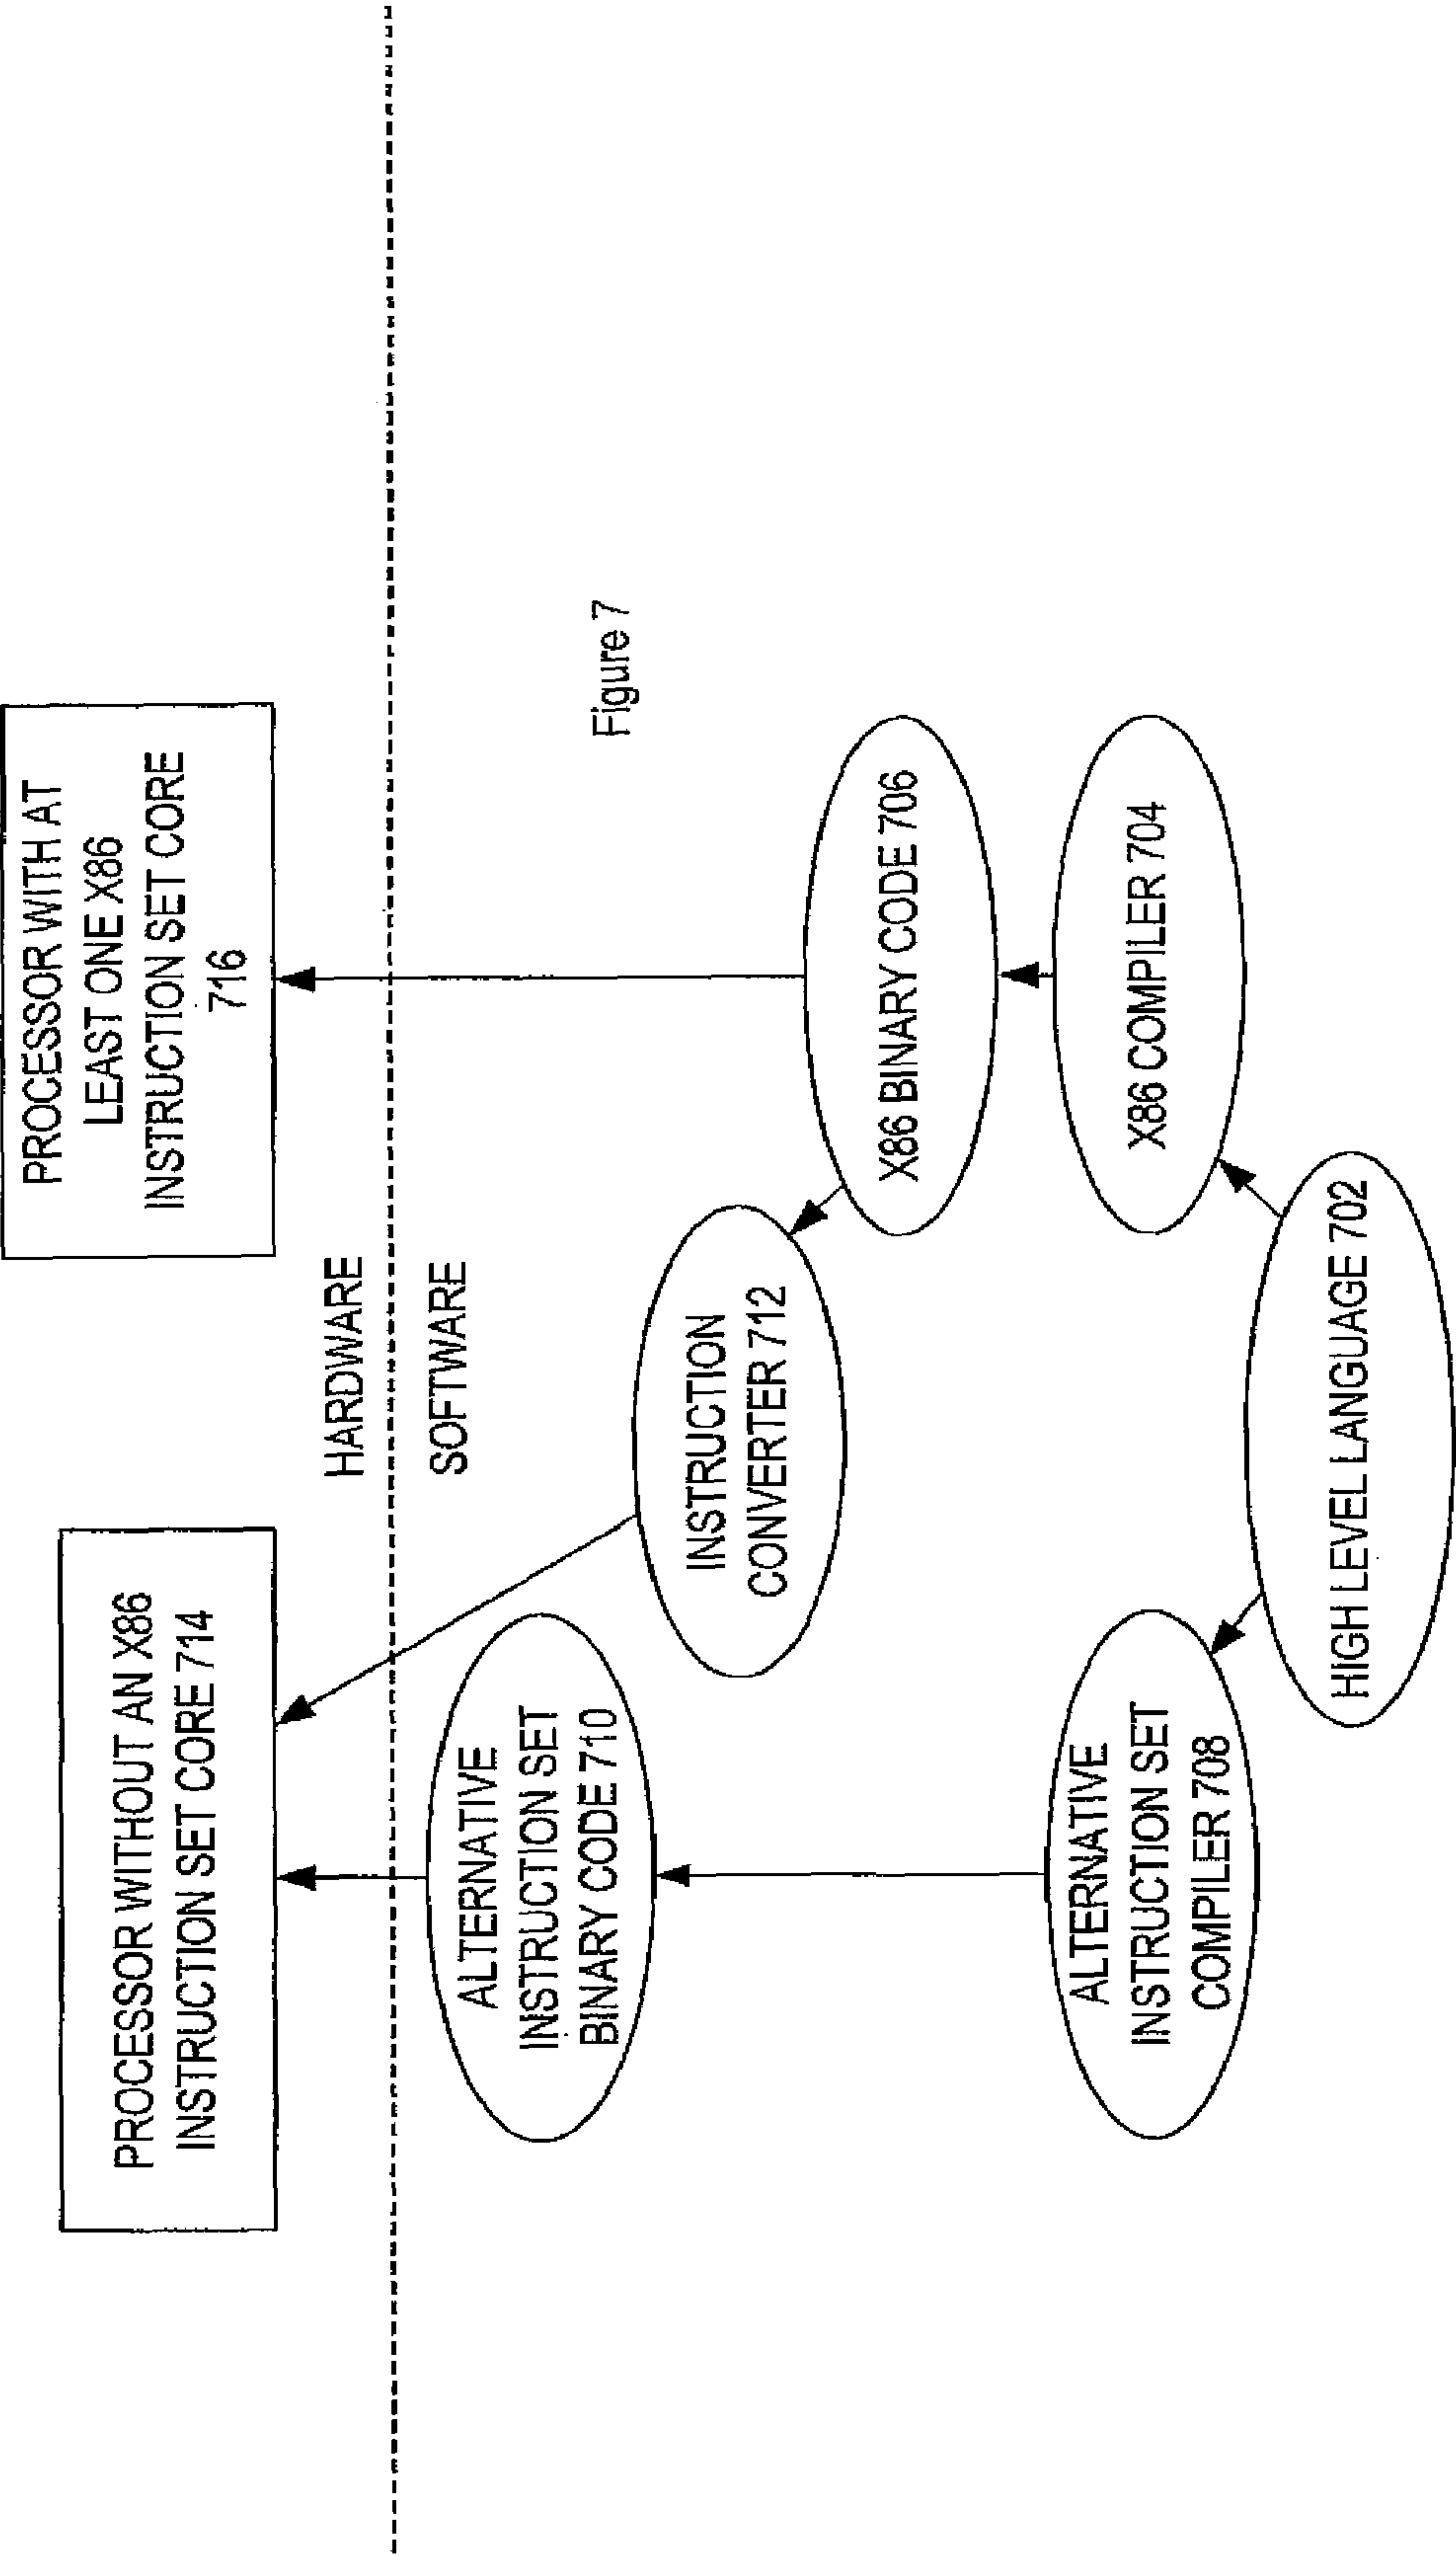 PROCESSOR WITHOUT AN X86
INSTRUCTION SET CORE 714
PROCESSOR WITH AT
LEAST ONE X86
INSTRUCTION SET CORE
716
HARDWARE
SOFTWARE
ALTERNATIVE
INSTRUCTION SET
BINARY CODE 710
INSTRUCTION
CONVERTER 712
Figure 7
X86 BINARY CODE 706
ALTERNATIVE
INSTRUCTION SET
COMPILER 708
X86 COMPILER 704
HIGH LEVEL LANGUAGE 702